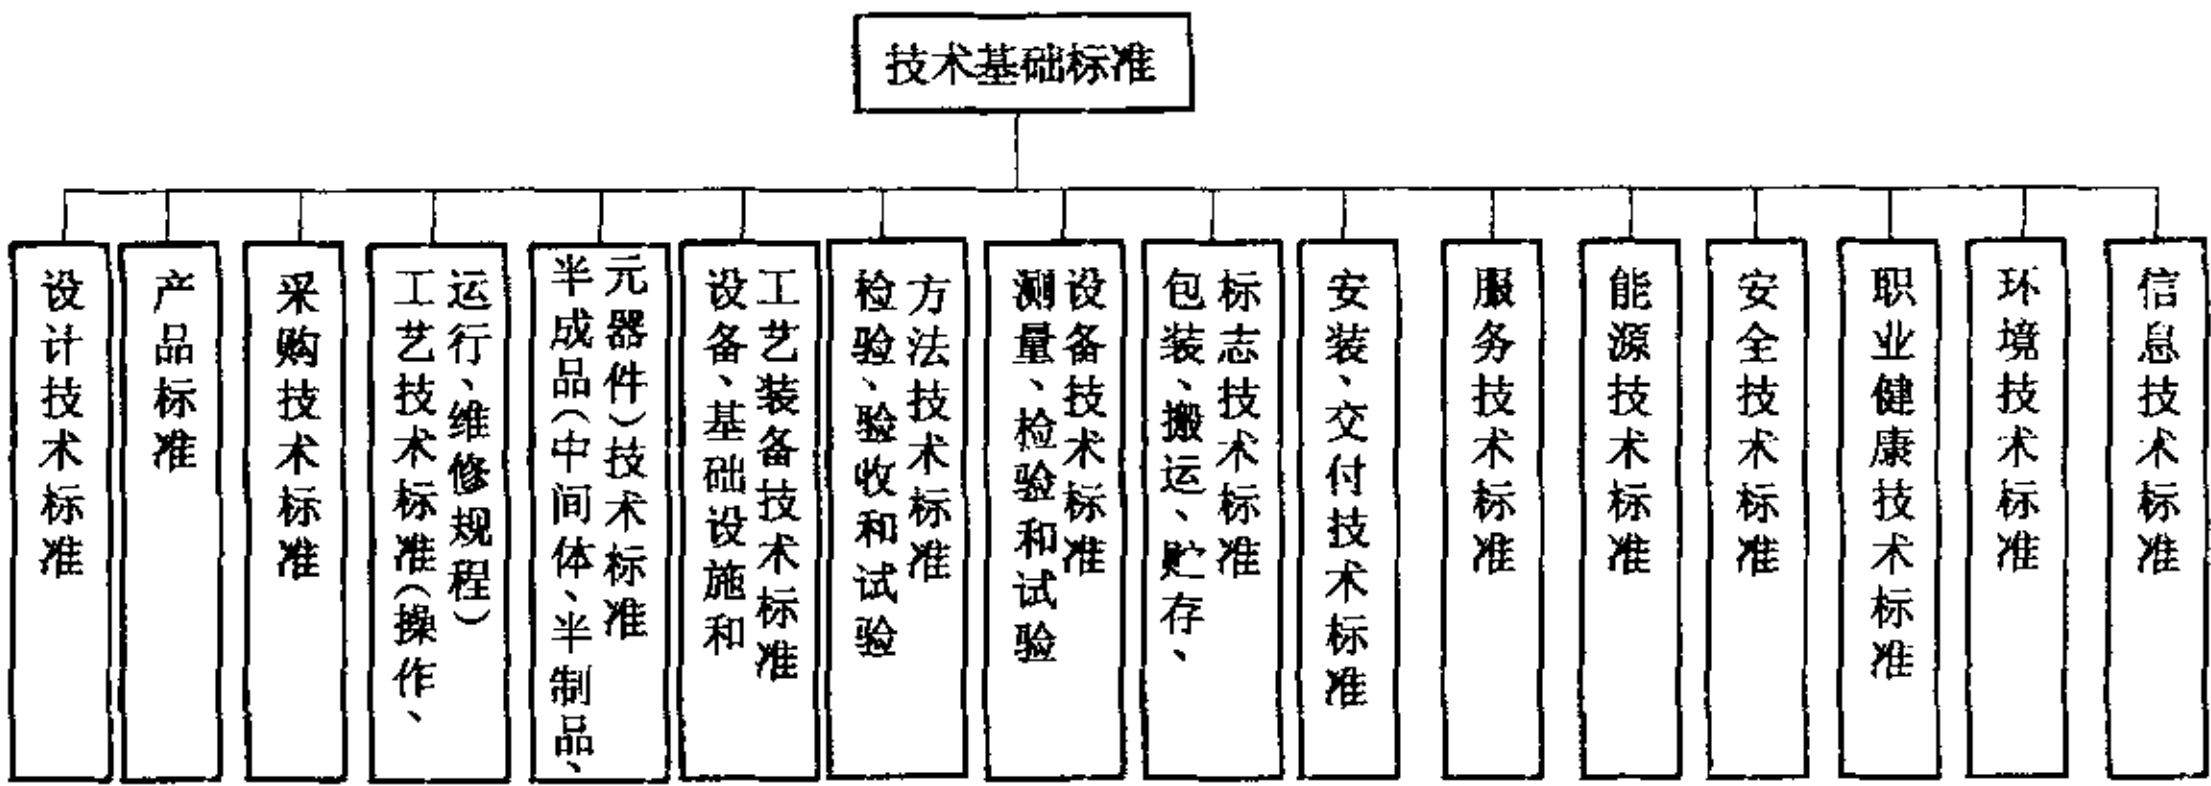 技术基础标准
设计技术标准
产品标准
采购技术标准
工艺技术标准(操作、
运行、维修规程)
半成品(中间体、半制品、
元器件)技术标准
设备、基础设施和
工艺装备技术标准
检验、验收和试验
方法技术标准
测量、检验和试验
设备技术标准
包装、搬运、贮存、
标志技术标准
安装、交付技术标准
服务技术标准
能源技术标准
安全技术标准
职业健康技术标准
环境技术标准
信息技术标准